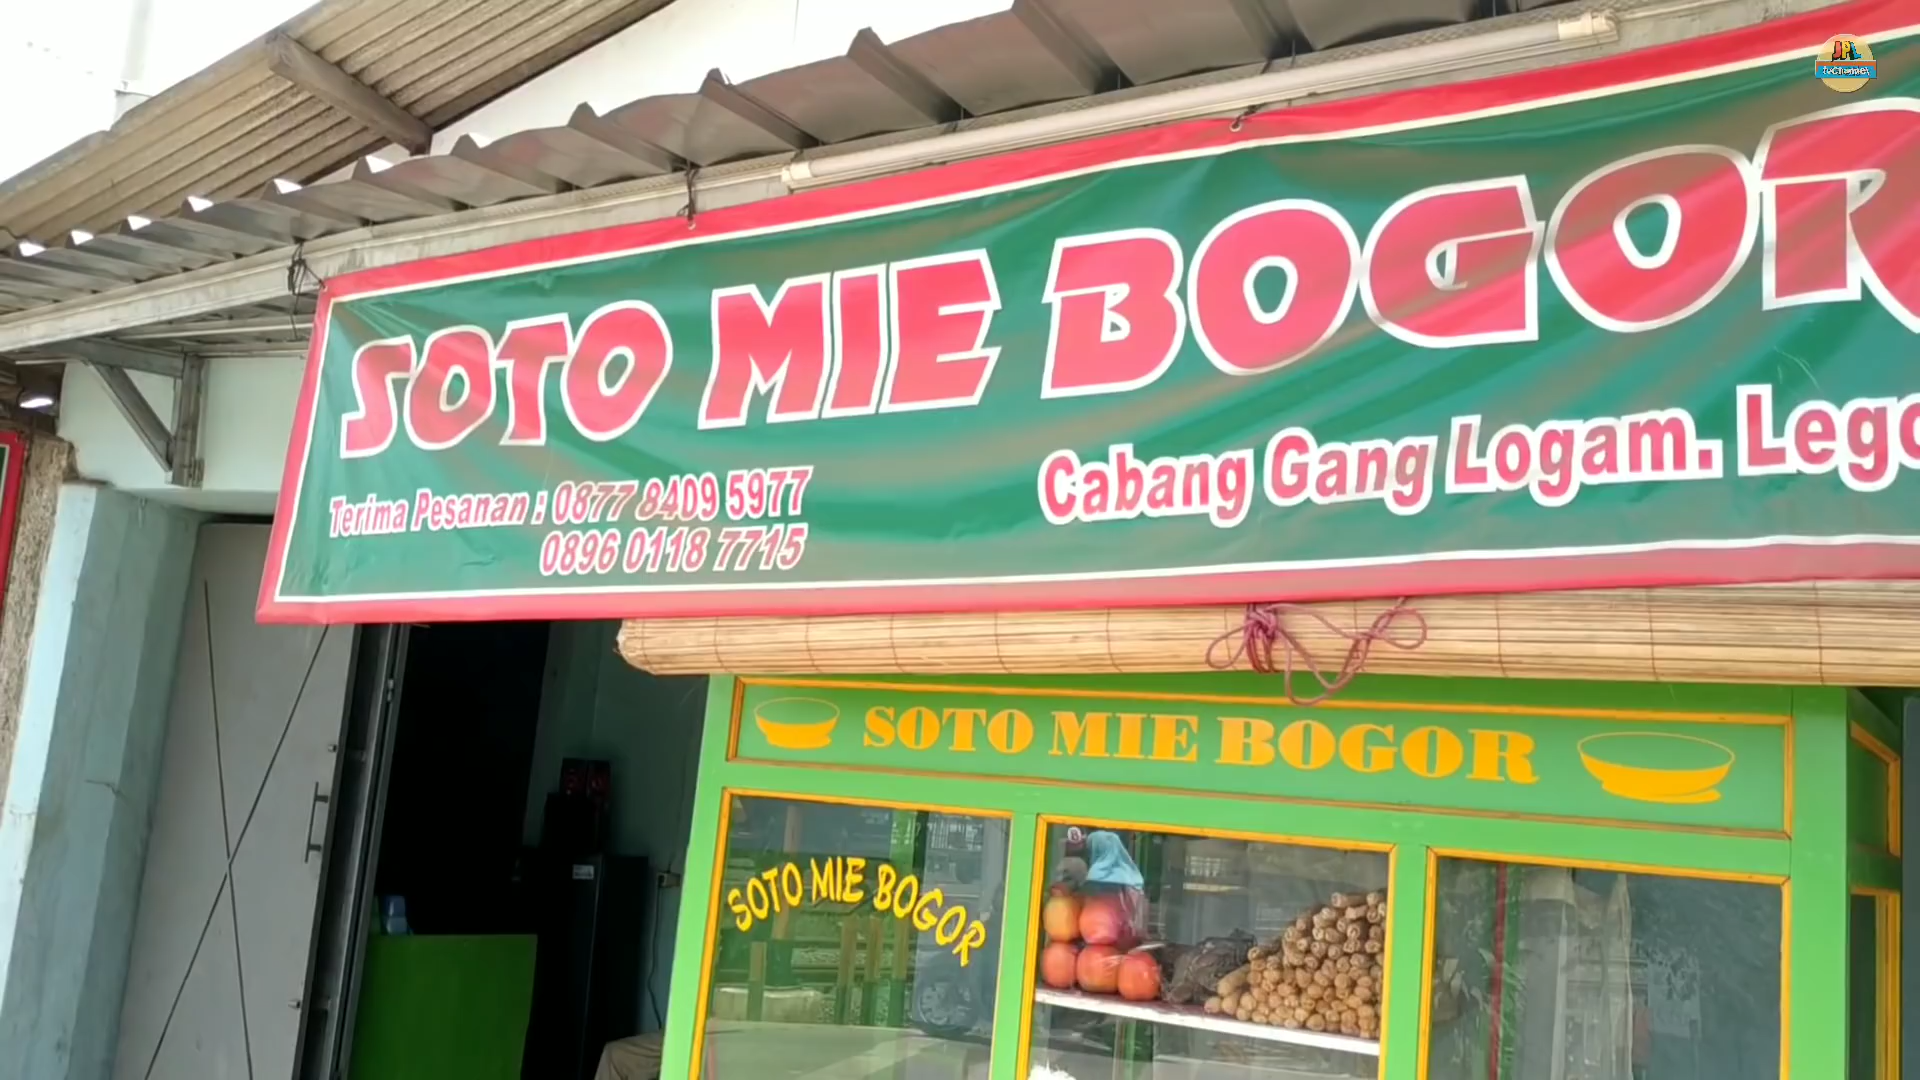 JPL
SOTO MIE BOGOR
Terima Pesanan : 0877 8409 5977
0896 0118 7715
Cabang Gang Logam. Lego
SOTO MIE BOGOR
SOTO MIE BOGOR